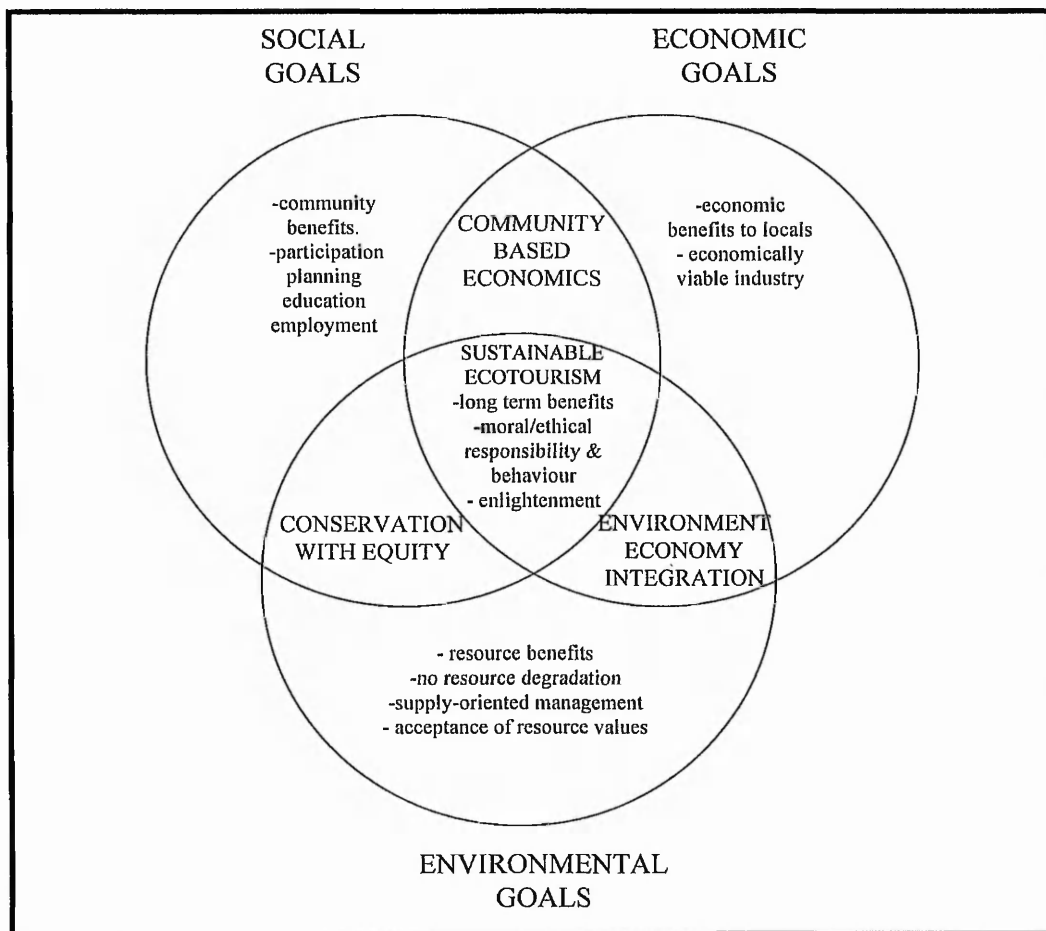 SOCIAL
GOALS
ECONOMIC
GOALS
-community
benefits.
-participation
planning
education
employment
COMMUNITY
BASED
ECONOMICS
-economic
benefits to locals
- economically
viable industry
SUSTAINABLE
ECOTOURISM
-long term benefits
-moral/ethical
responsibility &
behaviour
- enlightenment
CONSERVATION
WITH EQUITY
ENVIRONMENT
ECONOMY
INTEGRATION
- resource benefits
-no resource degradation
-supply-oriented management
- acceptance of resource values
ENVIRONMENTAL
GOALS